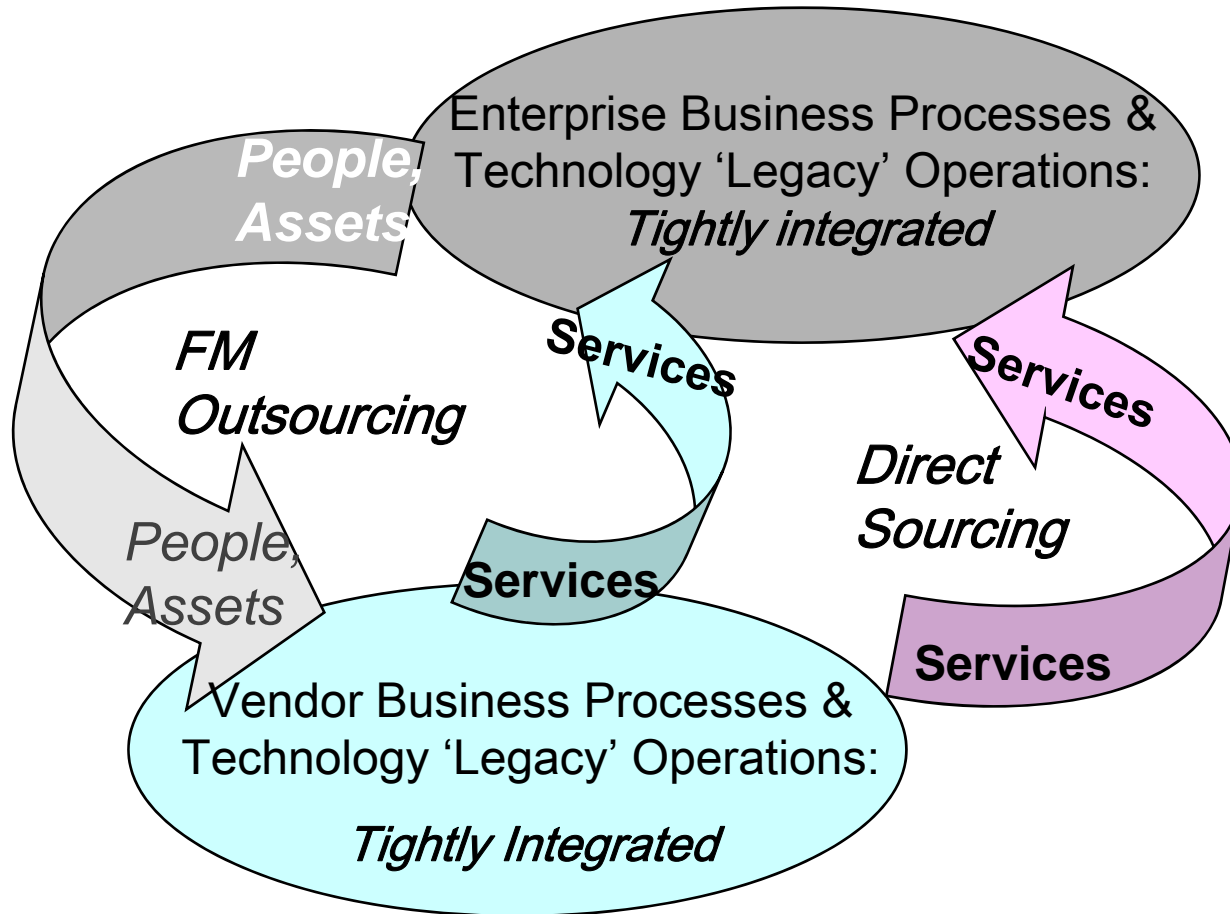 Enterprise Business Processes &
Technology ‘Legacy’ Operations:
Tightly integrated
People,
Assets
FM
Outsourcing
Services
Services
Direct
Sourcing
People,
Assets
Services
Services
Vendor Business Processes &
Technology ‘Legacy’ Operations:
Tightly Integrated